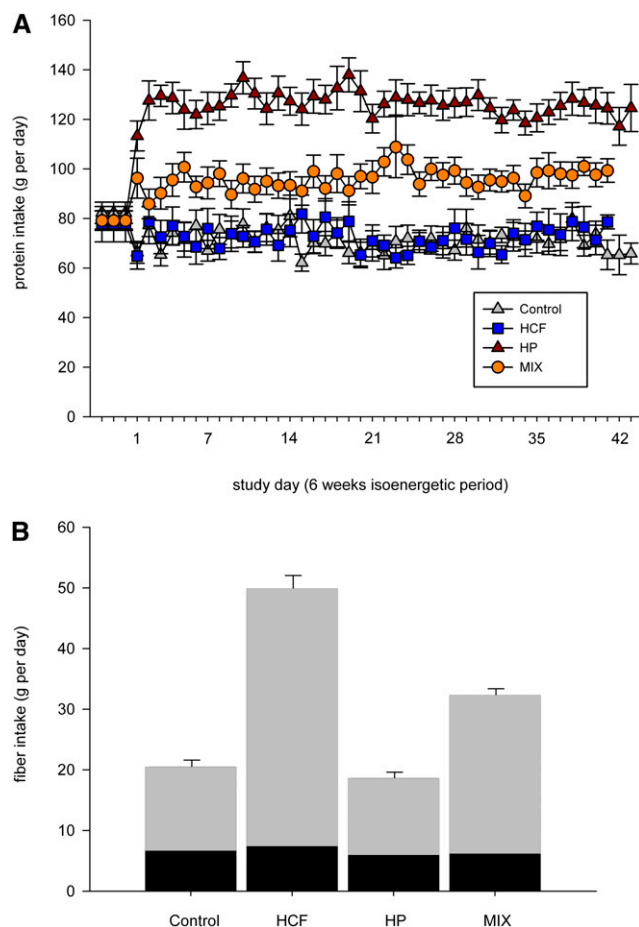 A
160
140
120
100
80
60
40
20
0
protein intake (g per day)
Control
HCF
HP
MIX
1 7 14 21 28 35 42
study day (6 weeks isoenergetic period)
B
60
50
40
30
20
10
0
fiber intake (g per day)
Control HCF HP MIX